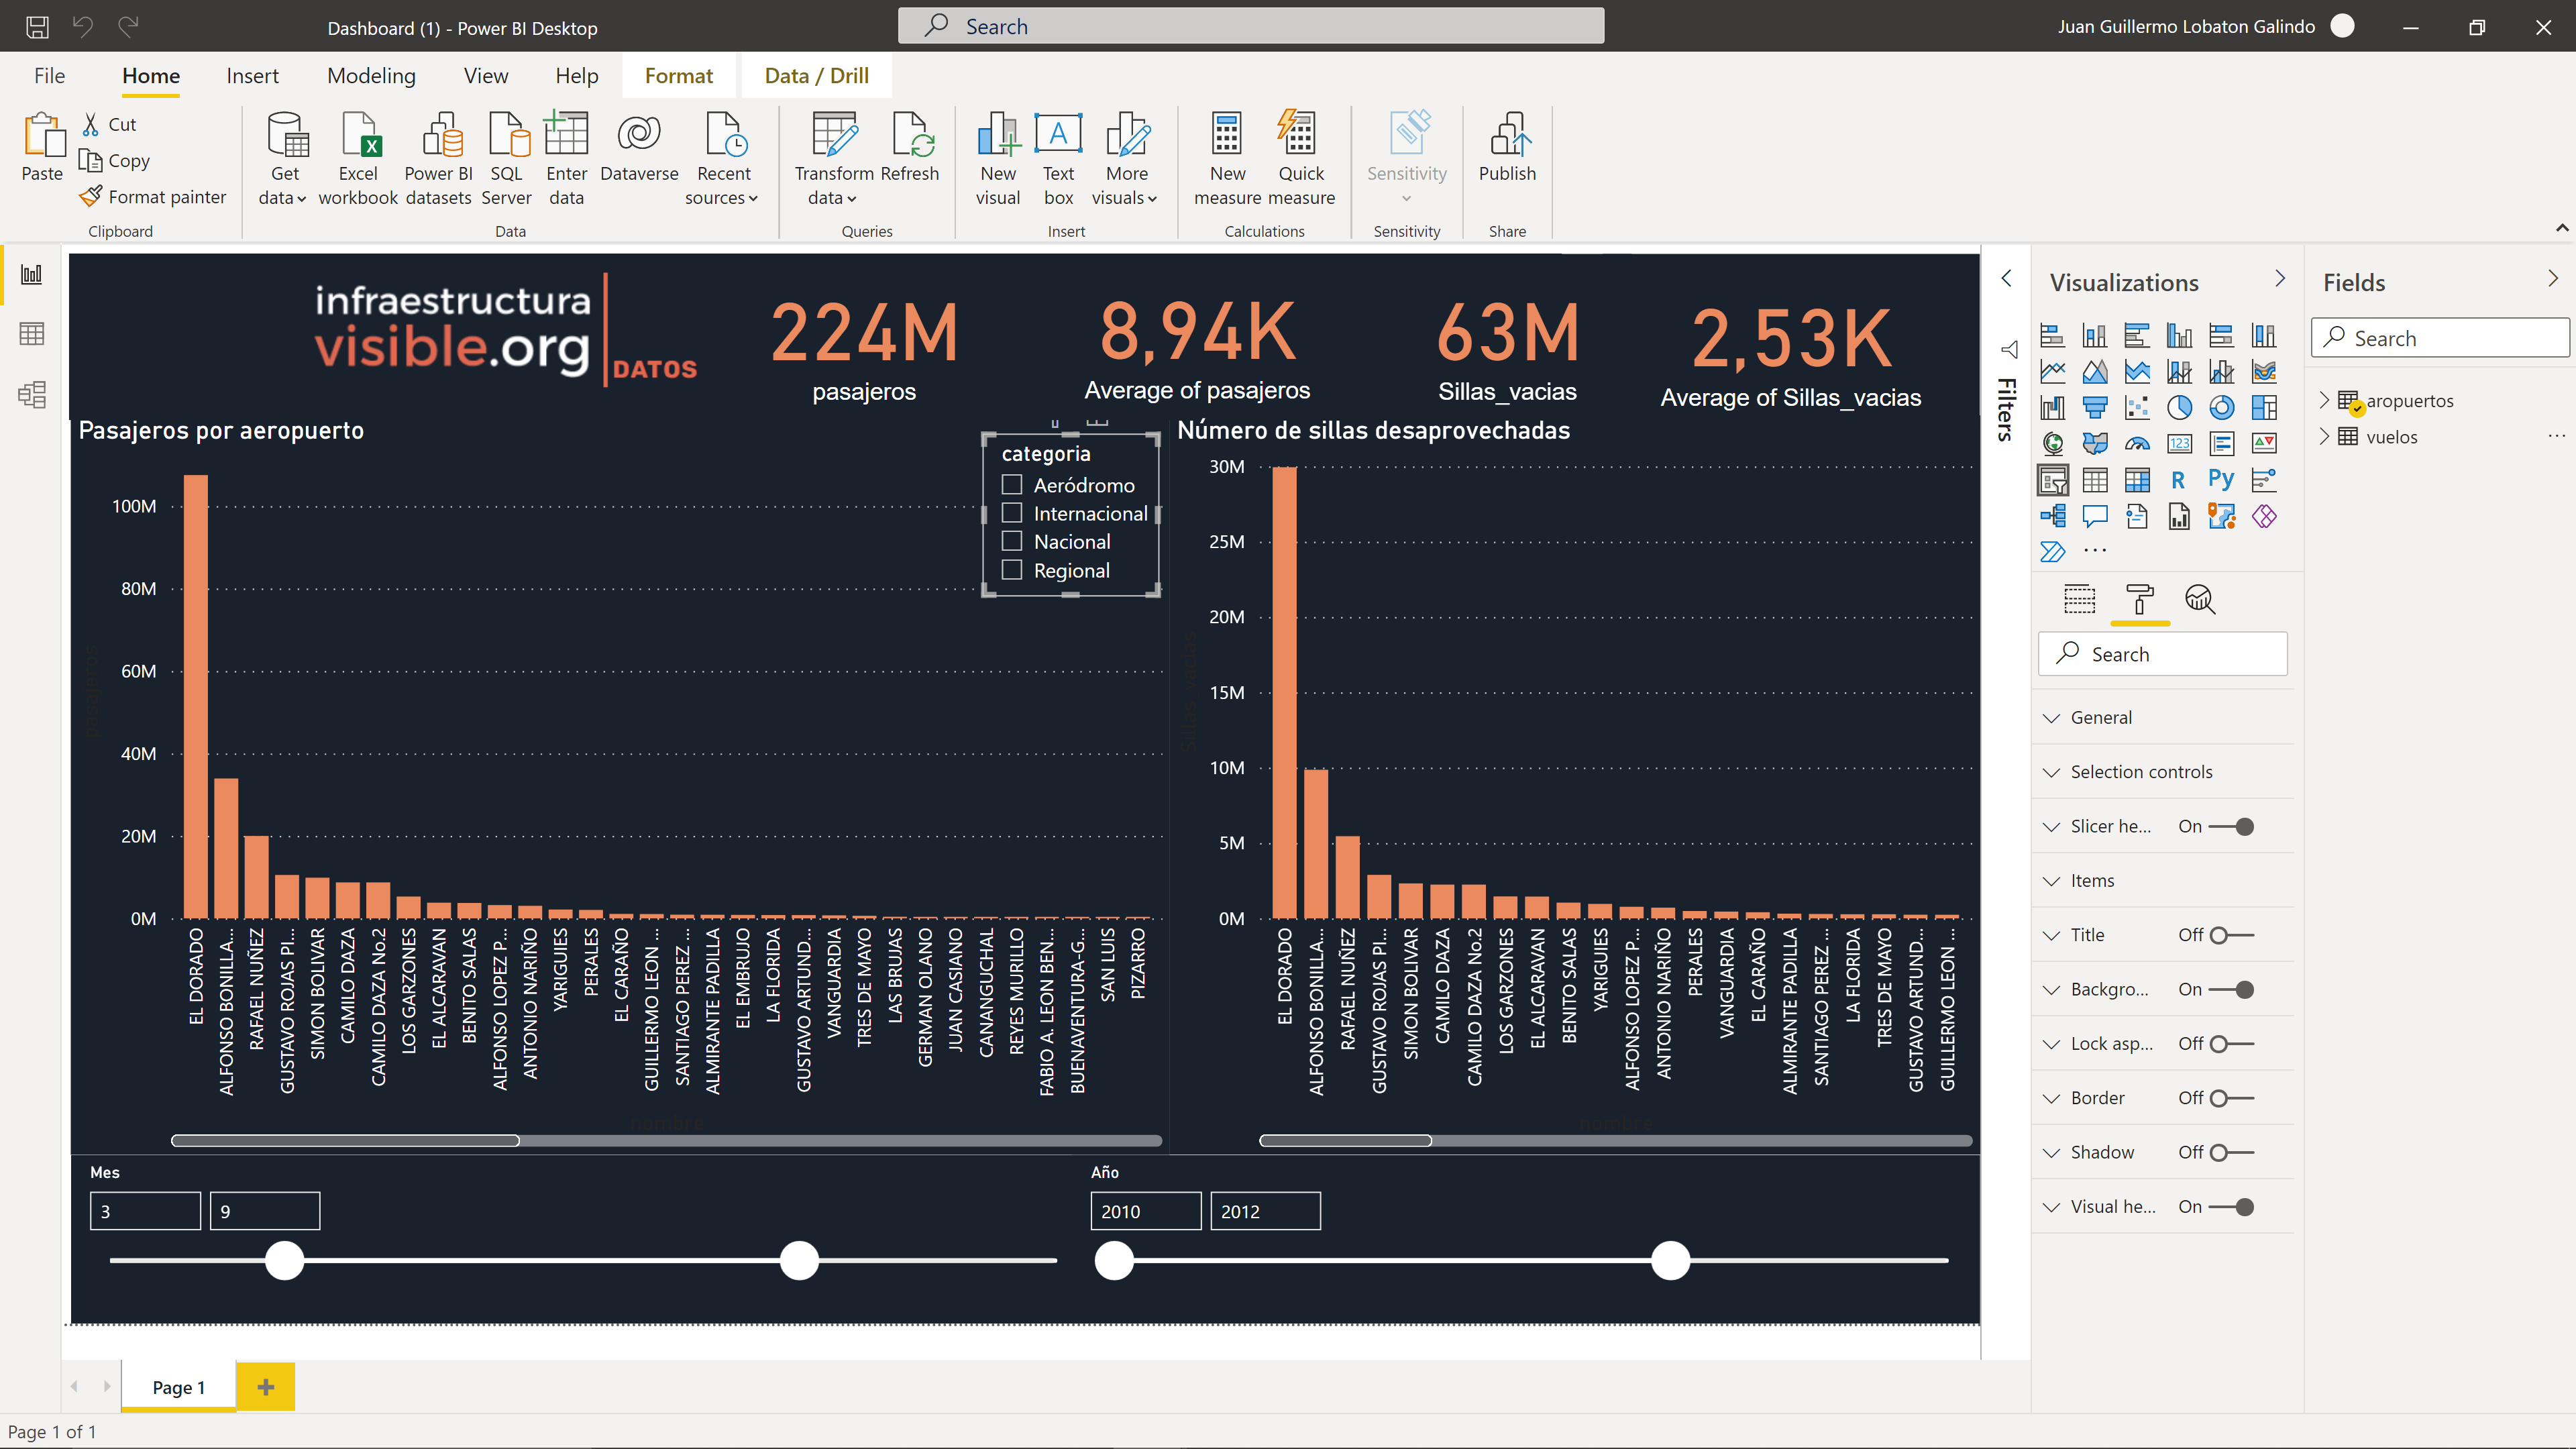 Dashboard (1) - Power BI Desktop
Search
Juan Guillermo Lobaton Galindo
File Home Insert Modeling View Help Format Data / Drill
Paste
Cut
Copy
Format painter
Clipboard
Get data
Excel workbook
Power BI datasets
SQL Server
Enter data
Dataverse
Recent sources
Data
Transform data
Refresh
Queries
New visual
Text box
More visuals
Insert
New measure
Quick measure
Calculations
Sensitivity
Sensitivity
Publish
Share
infraestructura
visible.org
DATOS
224M
pasajeros
8,94K
Average of pasajeros
63M
Sillas_vacias
2,53K
Average of Sillas_vacias
Pasajeros por aeropuerto
categoria
Aeródromo
Internacional
Nacional
Regional
pasajeros
100M
80M
60M
40M
20M
0M
EL DORADO
ALFONSO BONILLA...
RAFAEL NUÑEZ
GUSTAVO ROJAS PI...
SIMON BOLIVAR
CAMILO DAZA
CAMILO DAZA No.2
LOS GARZONES
EL ALCARAVAN
BENITO SALAS
ALFONSO LOPEZ P...
ANTONIO NARIÑO
YARIGUIES
PERALES
EL CARAÑO
GUILLERMO LEON ...
SANTIAGO PEREZ ...
ALMIRANTE PADILLA
EL EMBRUJO
LA FLORIDA
GUSTAVO ARTUND...
VANGUARDIA
TRES DE MAYO
LAS BRUJAS
GERMAN OLANO
JUAN CASIANO
CANANGUCHAL
REYES MURILLO
FABIO A. LEON BEN...
BUENAVENTURA-G...
SAN LUIS
PIZARRO
nombre
Número de sillas desaprovechadas
Sillas_vacias
30M
25M
20M
15M
10M
5M
0M
EL DORADO
ALFONSO BONILLA...
RAFAEL NUÑEZ
GUSTAVO ROJAS PI...
SIMON BOLIVAR
CAMILO DAZA
CAMILO DAZA No.2
LOS GARZONES
EL ALCARAVAN
BENITO SALAS
YARIGUIES
ALFONSO LOPEZ P...
ANTONIO NARIÑO
PERALES
VANGUARDIA
EL CARAÑO
ALMIRANTE PADILLA
SANTIAGO PEREZ ...
LA FLORIDA
TRES DE MAYO
GUSTAVO ARTUND...
GUILLERMO LEON ...
nombre
Mes
3 9
Año
2010 2012
Filters
Visualizations
123
R
Py
Search
General
Selection controls
Slicer he... On
Items
Title Off
Backgro... On
Lock asp... Off
Border Off
Shadow Off
Visual he... On
Fields
Search
aropuertos
vuelos
Page 1
Page 1 of 1